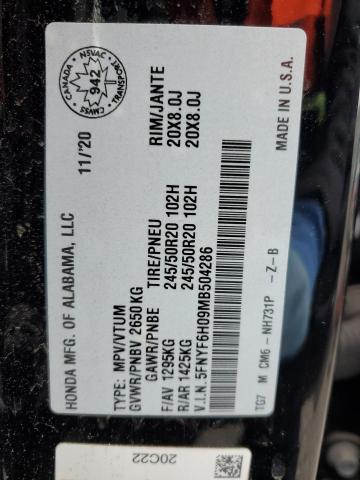 HONDA MFG. OF ALABAMA, LLC 11/'20
CANADA NSVAC
942
CMVSS TRANSPORT
TYPE: MPV/VTUM
GVWR/PNBV 2650 KG
GAWR/PNBE TIRE/PNEU RIM/JANTE
F/AV 1295KG 245/50R20 102H 20X8.0J
R/AR 1425KG 245/50R20 102H 20X8.0J
V.I.N. 5FNYF6H09MB504286
MADE IN U.S.A.
TG7 M CM6 - NH731P - Z - B
20C22